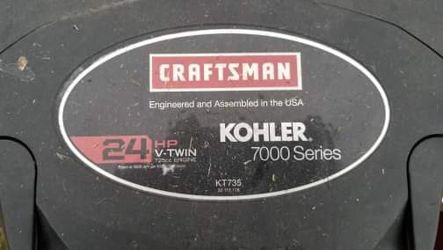 CRAFTSMAN
Engineered and Assembled in the USA
24 HP V-TWIN
725cc ENGINE
KOHLER
7000 Series
KT735